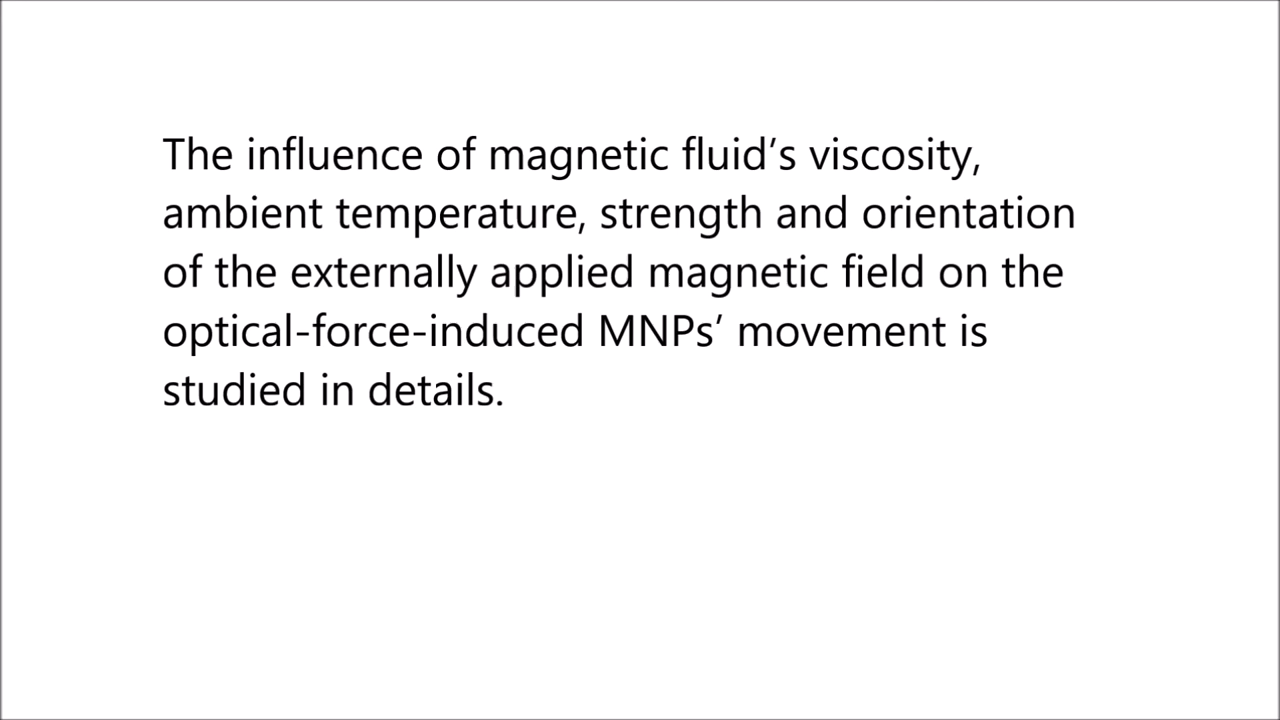 The influence of magnetic fluid’s viscosity,
ambient temperature, strength and orientation
of the externally applied magnetic field on the
optical-force-induced MNPs’ movement is
studied in details.